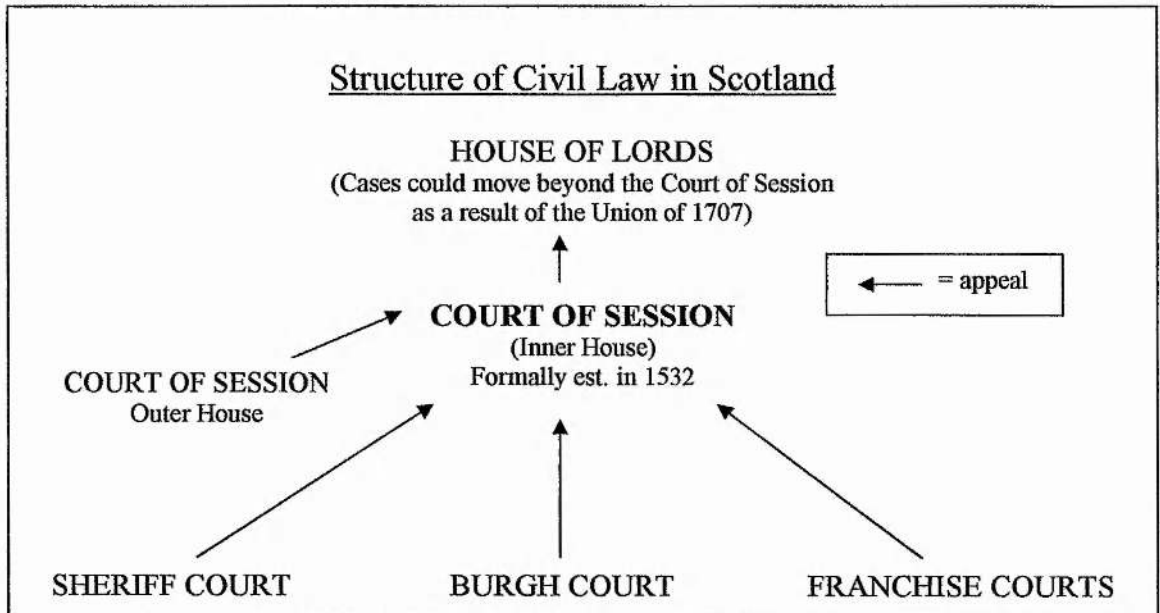 Structure of Civil Law in Scotland
HOUSE OF LORDS
(Cases could move beyond the Court of Session
as a result of the Union of 1707)
= appeal
COURT OF SESSION
(Inner House)
Formally est. in 1532
COURT OF SESSION
Outer House
SHERIFF COURT
BURGH COURT
FRANCHISE COURTS